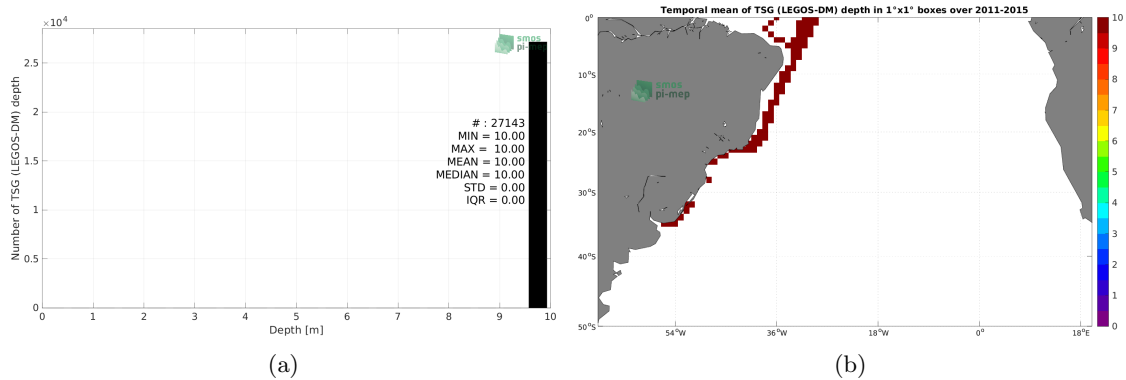 ×10⁴
2.5
2
1.5
1
0.5
0
Number of TSG (LEGOS-DM) depth
smos
pi-mep
# : 27143
MIN = 10.00
MAX = 10.00
MEAN = 10.00
MEDIAN = 10.00
STD = 0.00
IQR = 0.00
0 1 2 3 4 5 6 7 8 9 10
Depth [m]
(a)
Temporal mean of TSG (LEGOS-DM) depth in 1°x1° boxes over 2011-2015
0°
10°S
20°S
30°S
40°S
50°S
smos
pi-mep
54°W 36°W 18°W 0° 18°E
10
9
8
7
6
5
4
3
2
1
0
(b)